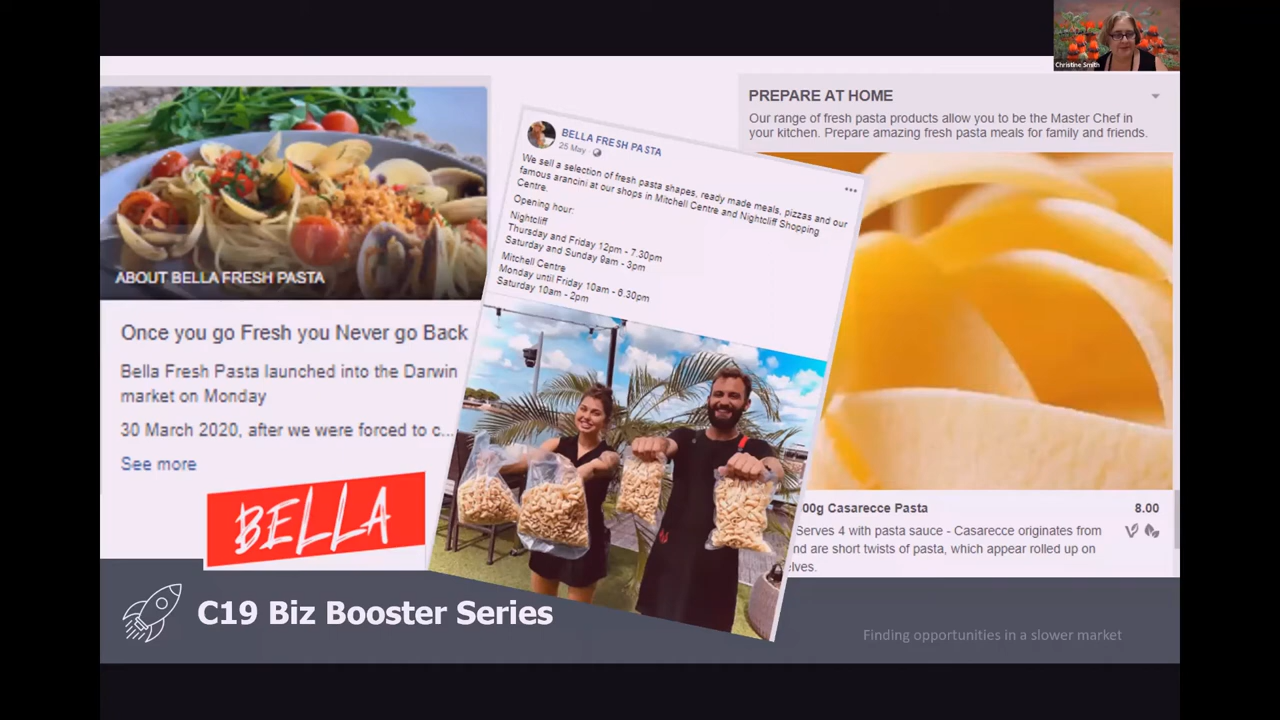 Christine Smith
ABOUT BELLA FRESH PASTA
Once you go Fresh you Never go Back
Bella Fresh Pasta launched into the Darwin
market on Monday
30 March 2020, after we were forced to c...
See more
BELLA
BELLA FRESH PASTA
25 May
We sell a selection of fresh pasta shapes, ready made meals, pizzas and our
famous arancini at our shops in Mitchell Centre and Nightcliff Shopping
Centre.
Opening hour:
Nightcliff
Thursday and Friday 12pm - 7.30pm
Saturday and Sunday 9am - 3pm
Mitchell Centre
Monday until Friday 10am - 6.30pm
Saturday 10am - 2pm
PREPARE AT HOME
Our range of fresh pasta products allow you to be the Master Chef in
your kitchen. Prepare amazing fresh pasta meals for family and friends.
00g Casarecce Pasta 8.00
Serves 4 with pasta sauce - Casarecce originates from
nd are short twists of pasta, which appear rolled up on
elves.
C19 Biz Booster Series
Finding opportunities in a slower market